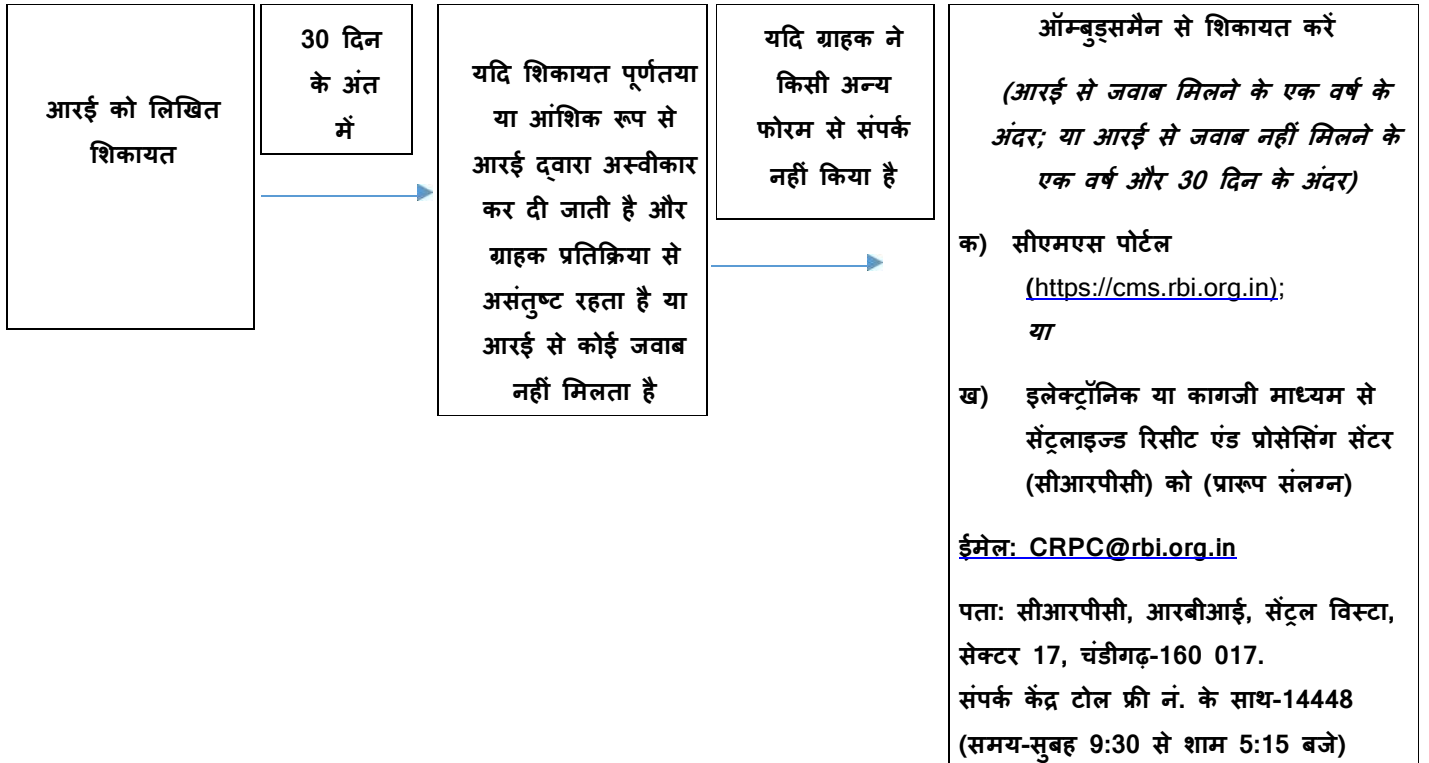 आरई को लिखित
शिकायत
30 दिन
के अंत
में
यदि शिकायत पूर्णतया
या आंशिक रूप से
आरई द्वारा अस्वीकार
कर दी जाती है और
ग्राहक प्रतिक्रिया से
असंतुष्ट रहता है या
आरई से कोई जवाब
नहीं मिलता है
यदि ग्राहक ने
किसी अन्य
फोरम से संपर्क
नहीं किया है
ऑम्बुड्समैन से शिकायत करें
(आरई से जवाब मिलने के एक वर्ष के
अंदर; या आरई से जवाब नहीं मिलने के
एक वर्ष और 30 दिन के अंदर)
क) सीएमएस पोर्टल
(https://cms.rbi.org.in);
या
ख) इलेक्ट्रॉनिक या कागजी माध्यम से
सेंट्रलाइज्ड रिसीट एंड प्रोसेसिंग सेंटर
(सीआरपीसी) को (प्रारूप संलग्न)
ईमेल: CRPC@rbi.org.in
पता: सीआरपीसी, आरबीआई, सेंट्रल विस्टा,
सेक्टर 17, चंडीगढ़-160 017.
संपर्क केंद्र टोल फ्री नं. के साथ-14448
(समय-सुबह 9:30 से शाम 5:15 बजे)